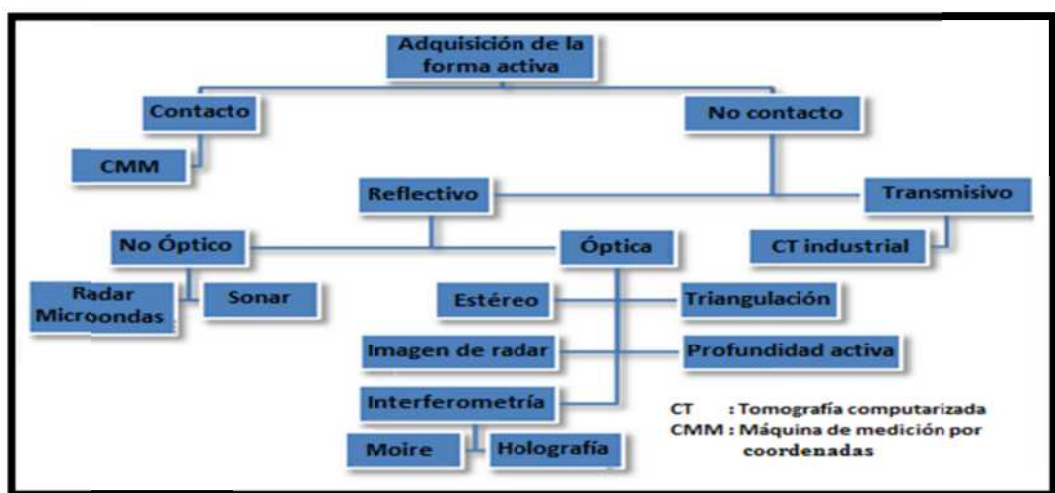 Adquisición de la
forma activa
Contacto
No contacto
CMM
Reflectivo
Transmisivo
No Óptico
Óptica
CT industrial
Radar
Microondas
Sonar
Estéreo
Triangulación
Imagen de radar
Profundidad activa
Interferometría
Moire
Holografía
CT : Tomografía computarizada
CMM : Máquina de medición por
coordenadas